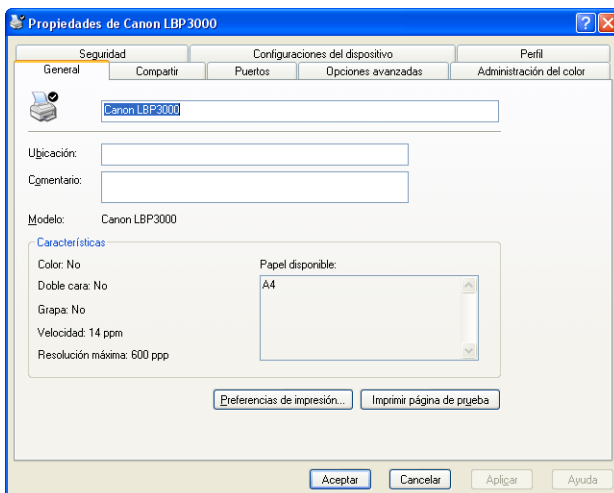 Propiedades de Canon LBP3000
Seguridad Configuraciones del dispositivo Perfil
General Compartir Puertos Opciones avanzadas Administración del color
Canon LBP3000
Ubicación:
Comentario:
Modelo: Canon LBP3000
Características
Color: No Papel disponible:
Doble cara: No A4
Grapa: No
Velocidad: 14 ppm
Resolución máxima: 600 ppp
Preferencias de impresión... Imprimir página de prueba
Aceptar Cancelar Aplicar Ayuda